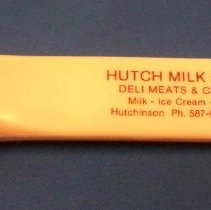 HUTCH MILK
DELI MEATS & C
Milk - Ice Cream -
Hutchinson Ph. 587-